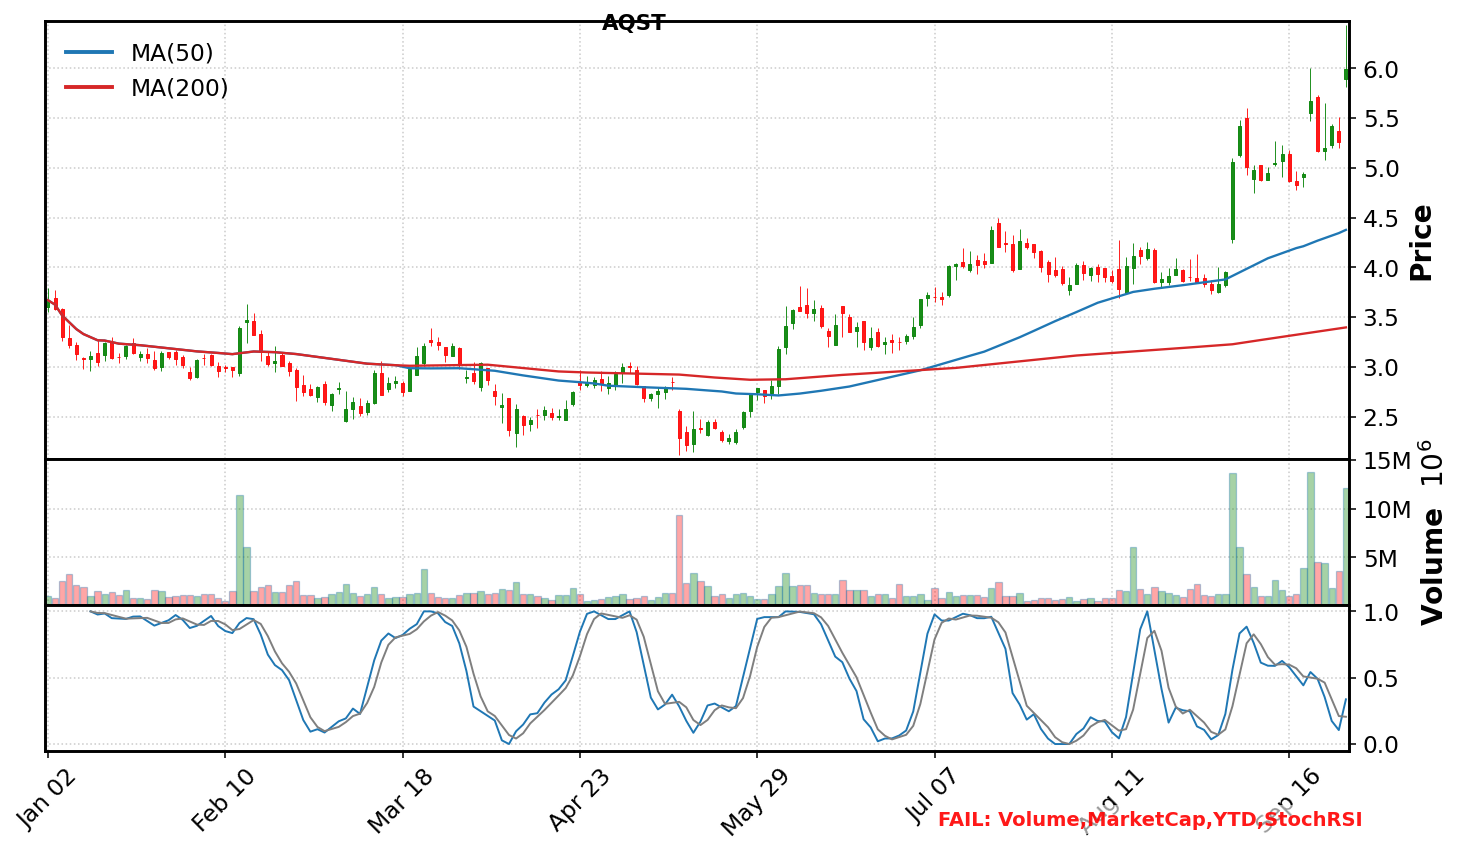 AQST
MA(50)
MA(200)
6.0
5.5
5.0
4.5
4.0
3.5
3.0
2.5
Price
15M
10M
5M
Volume 10^6
1.0
0.5
0.0
Jan 02
Feb 10
Mar 18
Apr 23
May 29
Jul 07
Aug 11
Sep 16
FAIL: Volume,MarketCap,YTD,StochRSI